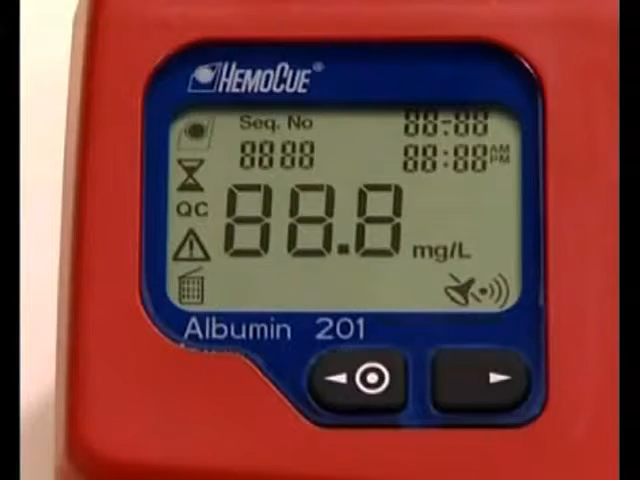 HEMOCUE®
Seq. No
88-88
8888
88:88 AM PM
QC
88.8 mg/L
Albumin 201